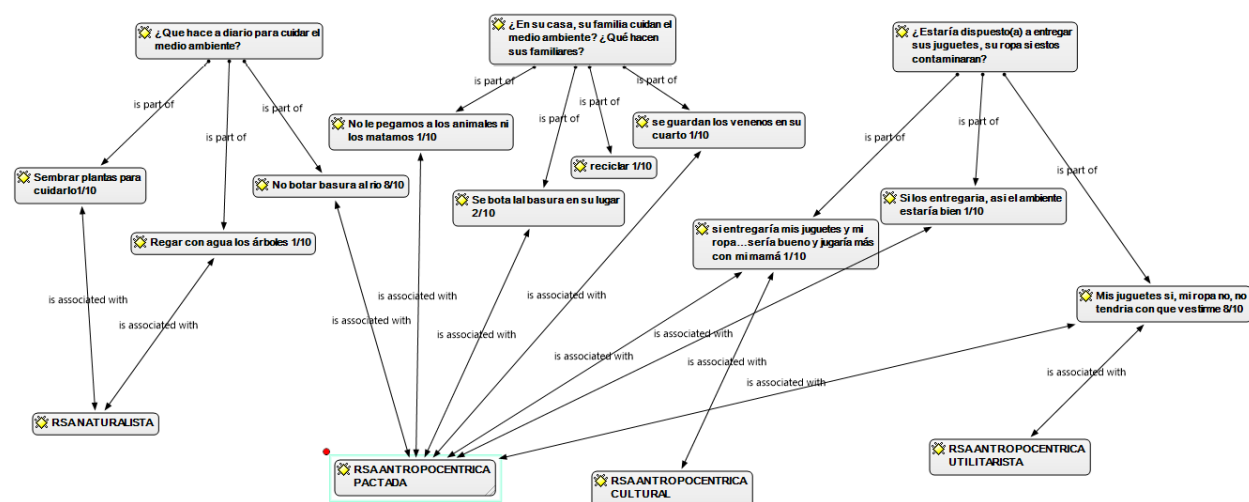 ¿Que hace a diario para cuidar el
medio ambiente?
¿En su casa, su familia cuidan el
medio ambiente? ¿Qué hacen
sus familiares?
¿Estaría dispuesto(a) a entregar
sus juguetes, su ropa si estos
contaminaran?
is part of
is part of
is part of
is part of
is part of
is part of
is part of
is part of
is part of
is part of
No le pegamos a los animales ni
los matamos 1/10
se guardan los venenos en su
cuarto 1/10
reciclar 1/10
Sembrar plantas para
cuidarlo1/10
No botar basura al rio 8/10
Se bota lal basura en su lugar
2/10
Si los entregaria, asi el ambiente
estaría bien 1/10
Regar con agua los árboles 1/10
si entregaría mis juguetes y mi
ropa...sería bueno y jugaría más
con mi mamá 1/10
Mis juguetes si, mi ropa no, no
tendria con que vestirme 8/10
is associated with
is associated with
is associated with
is associated with
is associated with
is associated with
is associated with
is associated with
is associated with
is associated with
is associated with
RSA NATURALISTA
RSA ANTROPOCENTRICA
PACTADA
RSA ANTROPOCENTRICA
CULTURAL
RSA ANTROPOCENTRICA
UTILITARISTA